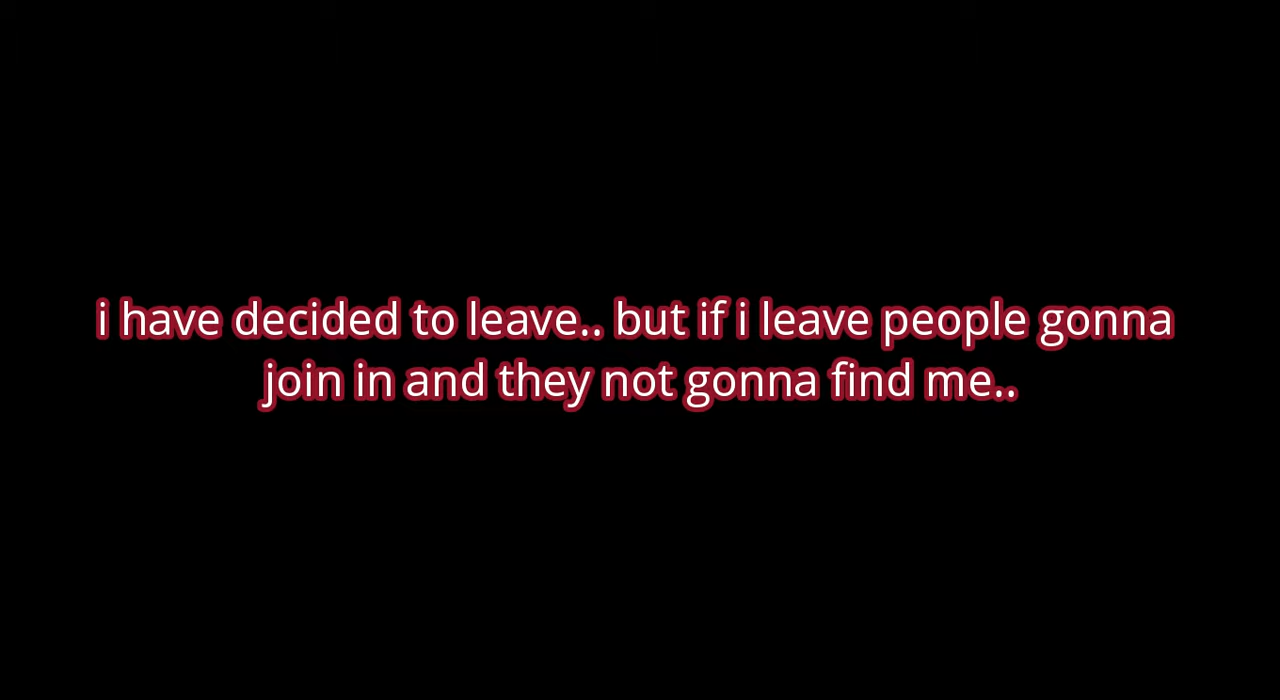 i have decided to leave.. but if i leave people gonna
join in and they not gonna find me..